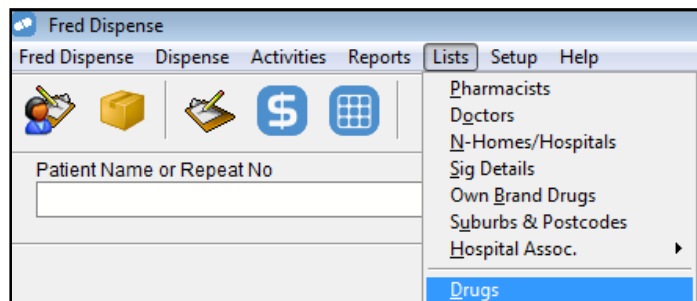 Fred Dispense
Fred Dispense Dispense Activities Reports Lists Setup Help
Patient Name or Repeat No
Pharmacists
Doctors
N-Homes/Hospitals
Sig Details
Own Brand Drugs
Suburbs & Postcodes
Hospital Assoc.
Drugs